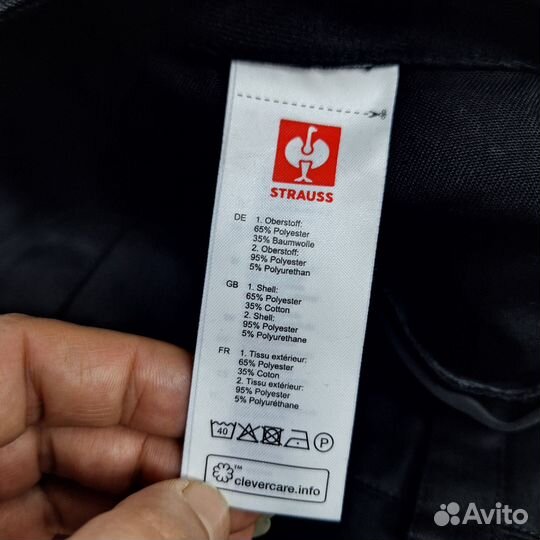 STRAUSS
DE 1. Oberstoff:
65% Polyester
35% Baumwolle
2. Oberstoff:
95% Polyester
5% Polyurethan
GB 1. Shell:
65% Polyester
35% Cotton
2. Shell:
95% Polyester
5% Polyurethane
FR 1. Tissu extérieur:
65% Polyester
35% Coton
2. Tissu extérieur:
95% Polyester
5% Polyuréthane
40 P
™ clevercare.info
Avito